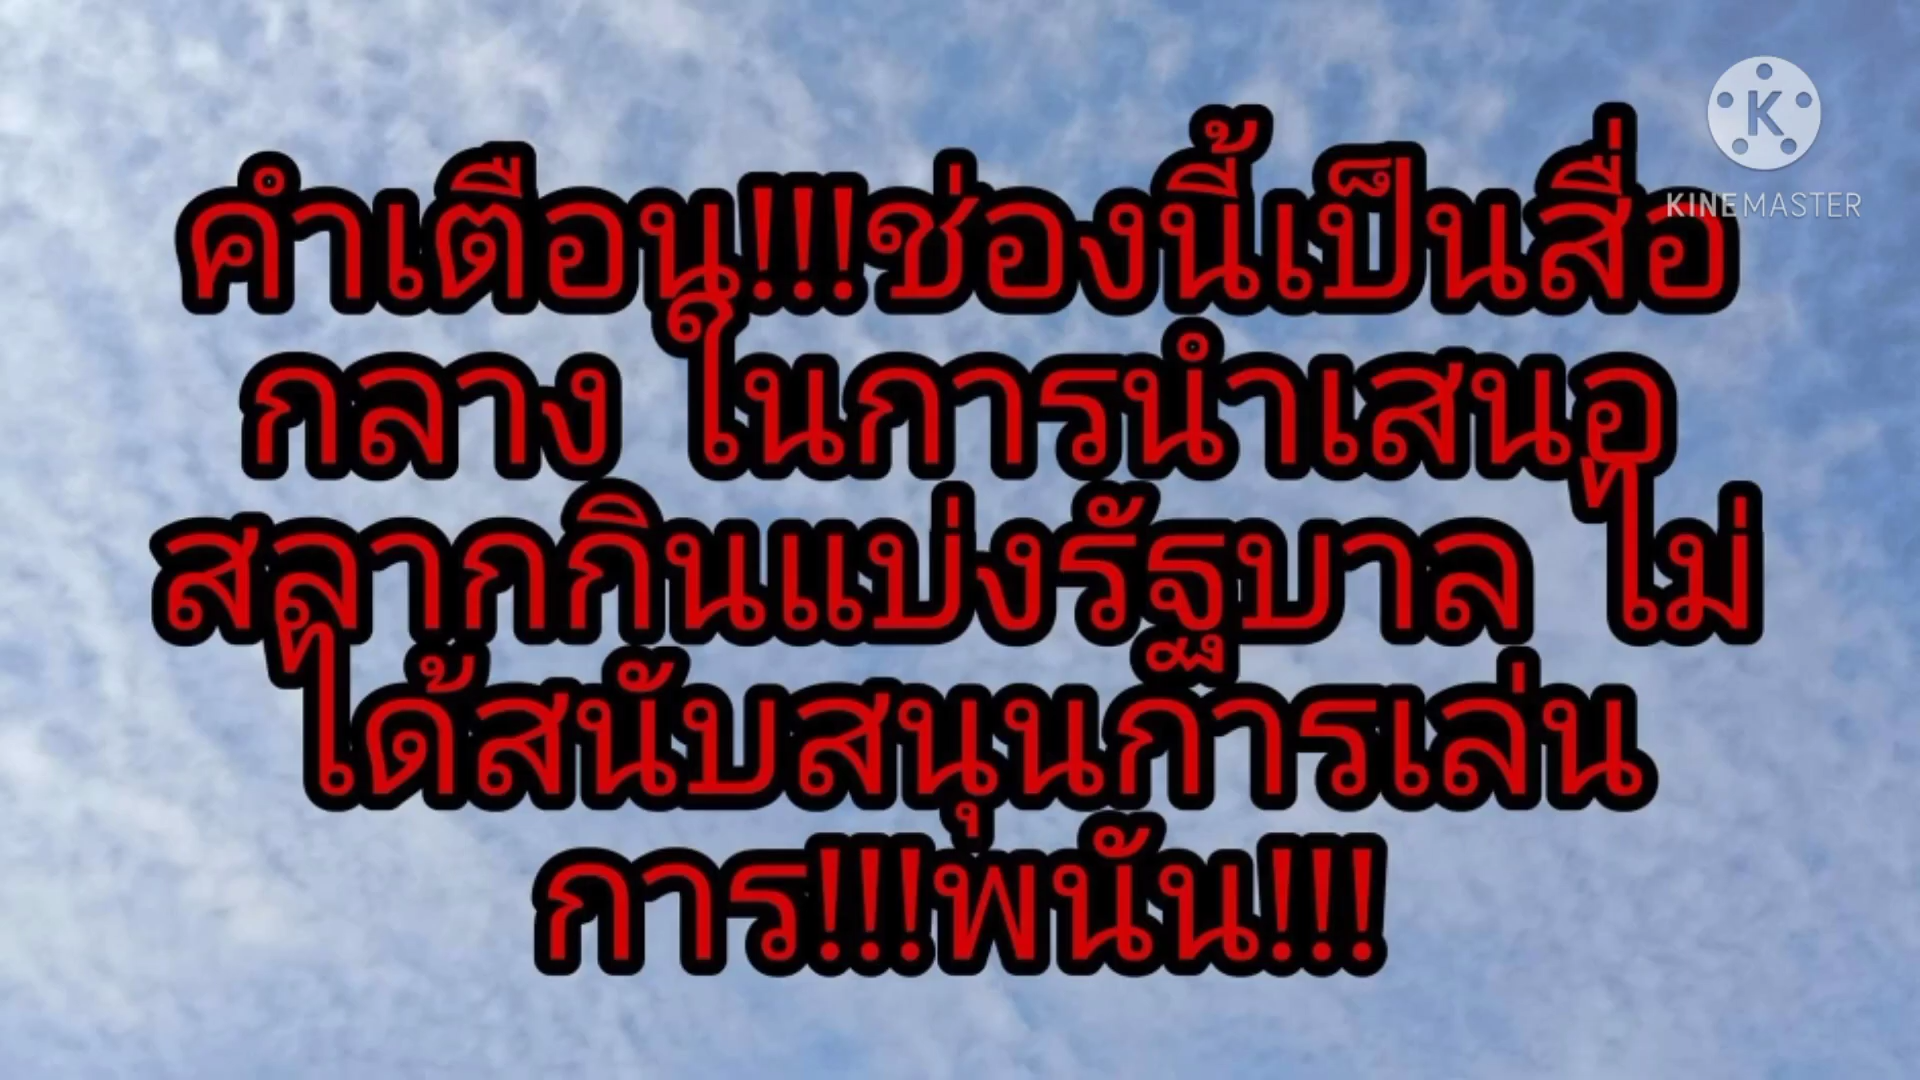 คำเตือน!!!ช่องนี้เป็นสื่อ
กลาง ในการนำเสนอ
สลากกินแบ่งรัฐบาล ไม่
ได้สนับสนุนการเล่น
การ!!!พนัน!!!
K
KINEMASTER